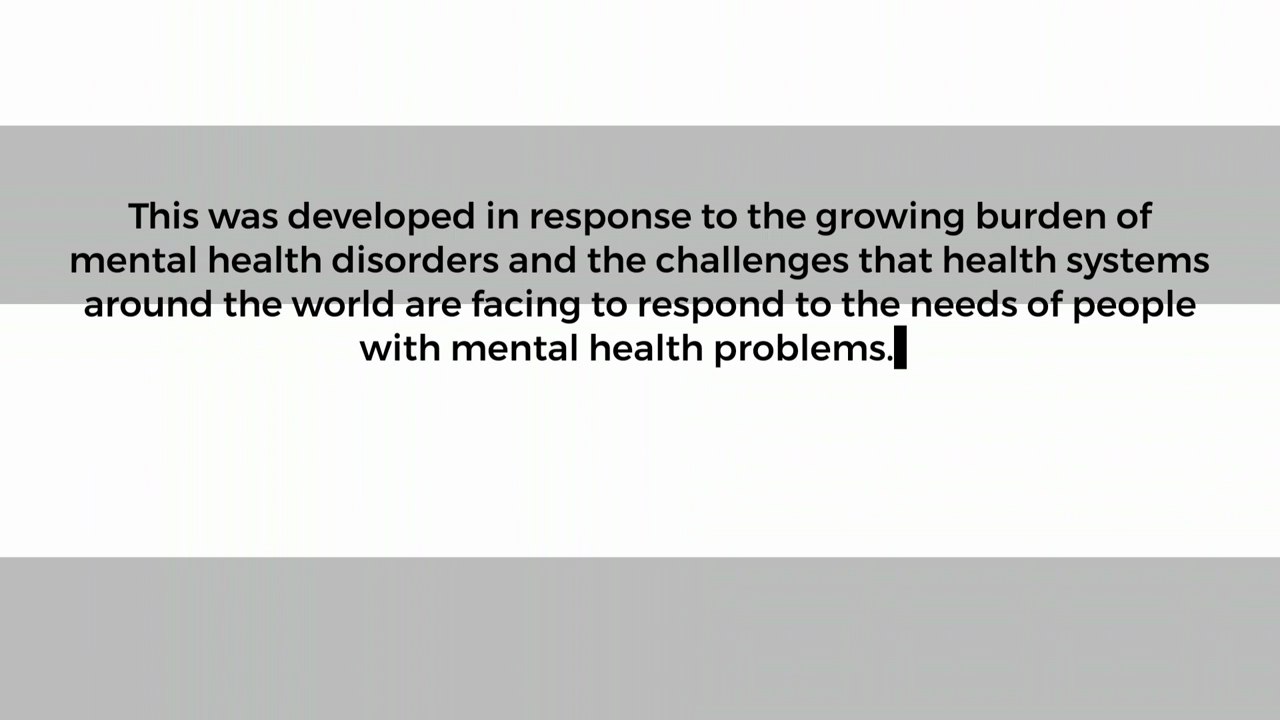 This was developed in response to the growing burden of
mental health disorders and the challenges that health systems
around the world are facing to respond to the needs of people
with mental health problems.